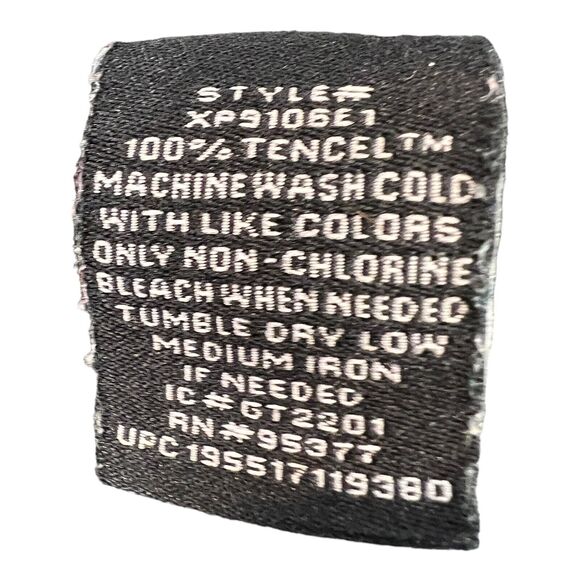 STYLE#
XP9106E1
100% TENCEL™
MACHINE WASH COLD
WITH LIKE COLORS
ONLY NON-CHLORINE
BLEACH WHEN NEEDED
TUMBLE DRY LOW
MEDIUM IRON
IF NEEDED
IC # GT2201
RN # 95377
UPC 195517119380